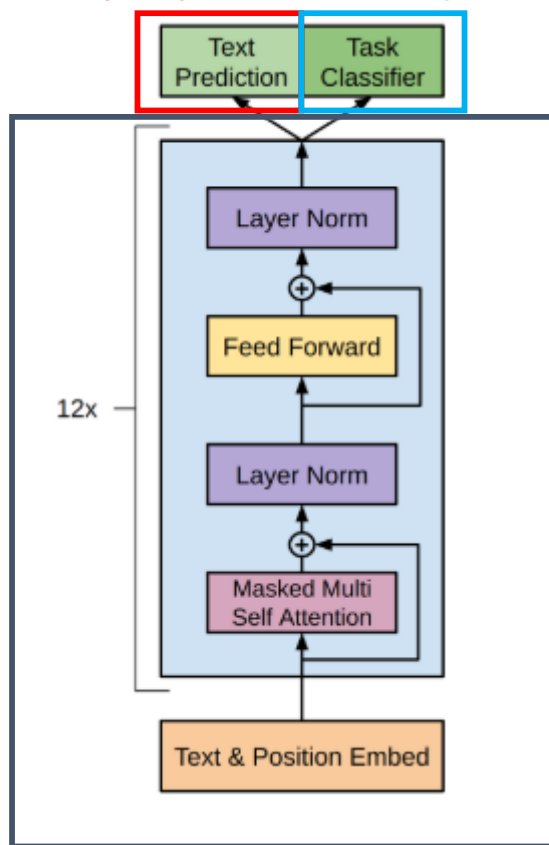 Text
Prediction
Task
Classifier
Layer Norm
+
Feed Forward
12x
Layer Norm
+
Masked Multi
Self Attention
Text & Position Embed